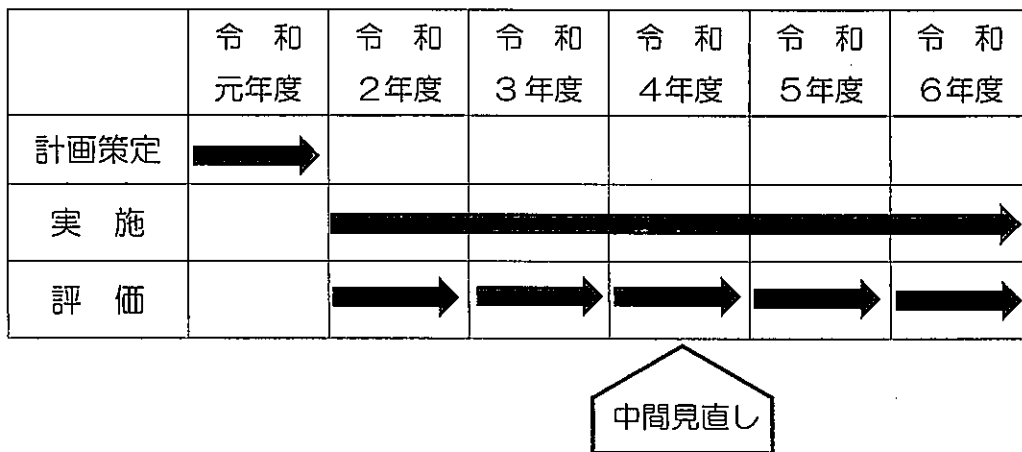 令　和　令　和　令　和　令　和　令　和　令　和
元年度　２年度　３年度　４年度　５年度　６年度
計画策定
実　施
評　価
中間見直し